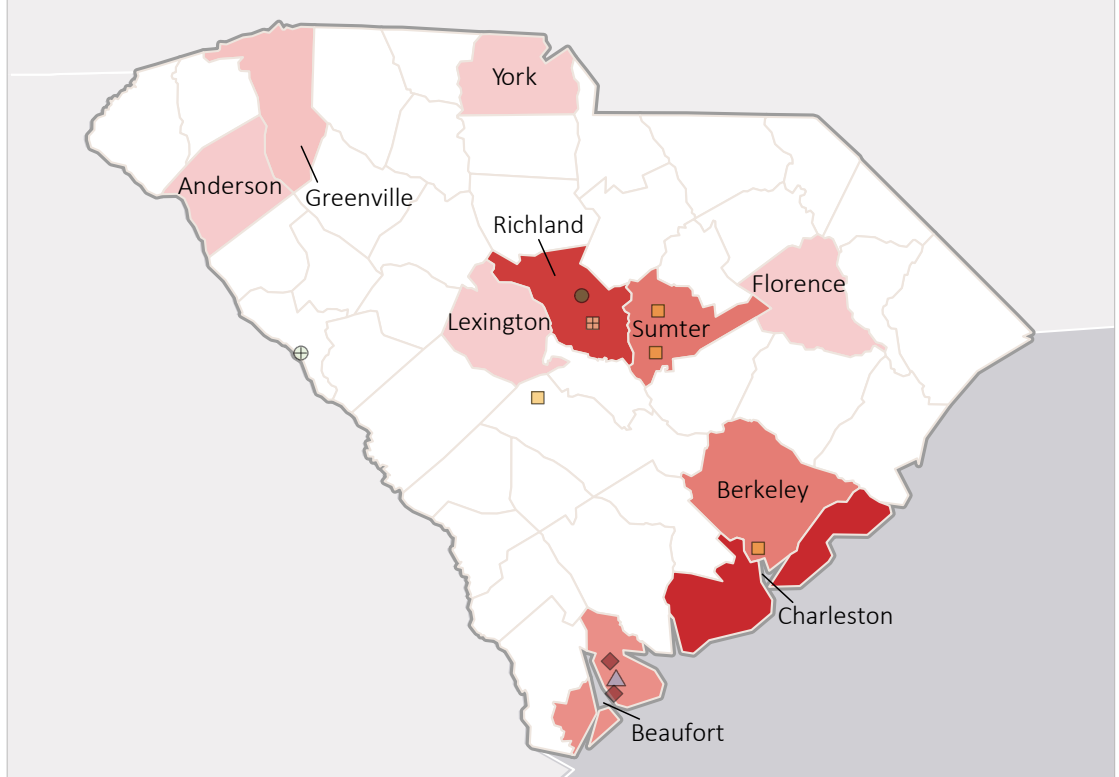 York
Anderson
Greenville
Richland
Florence
Lexington
Sumter
Berkeley
Charleston
Beaufort